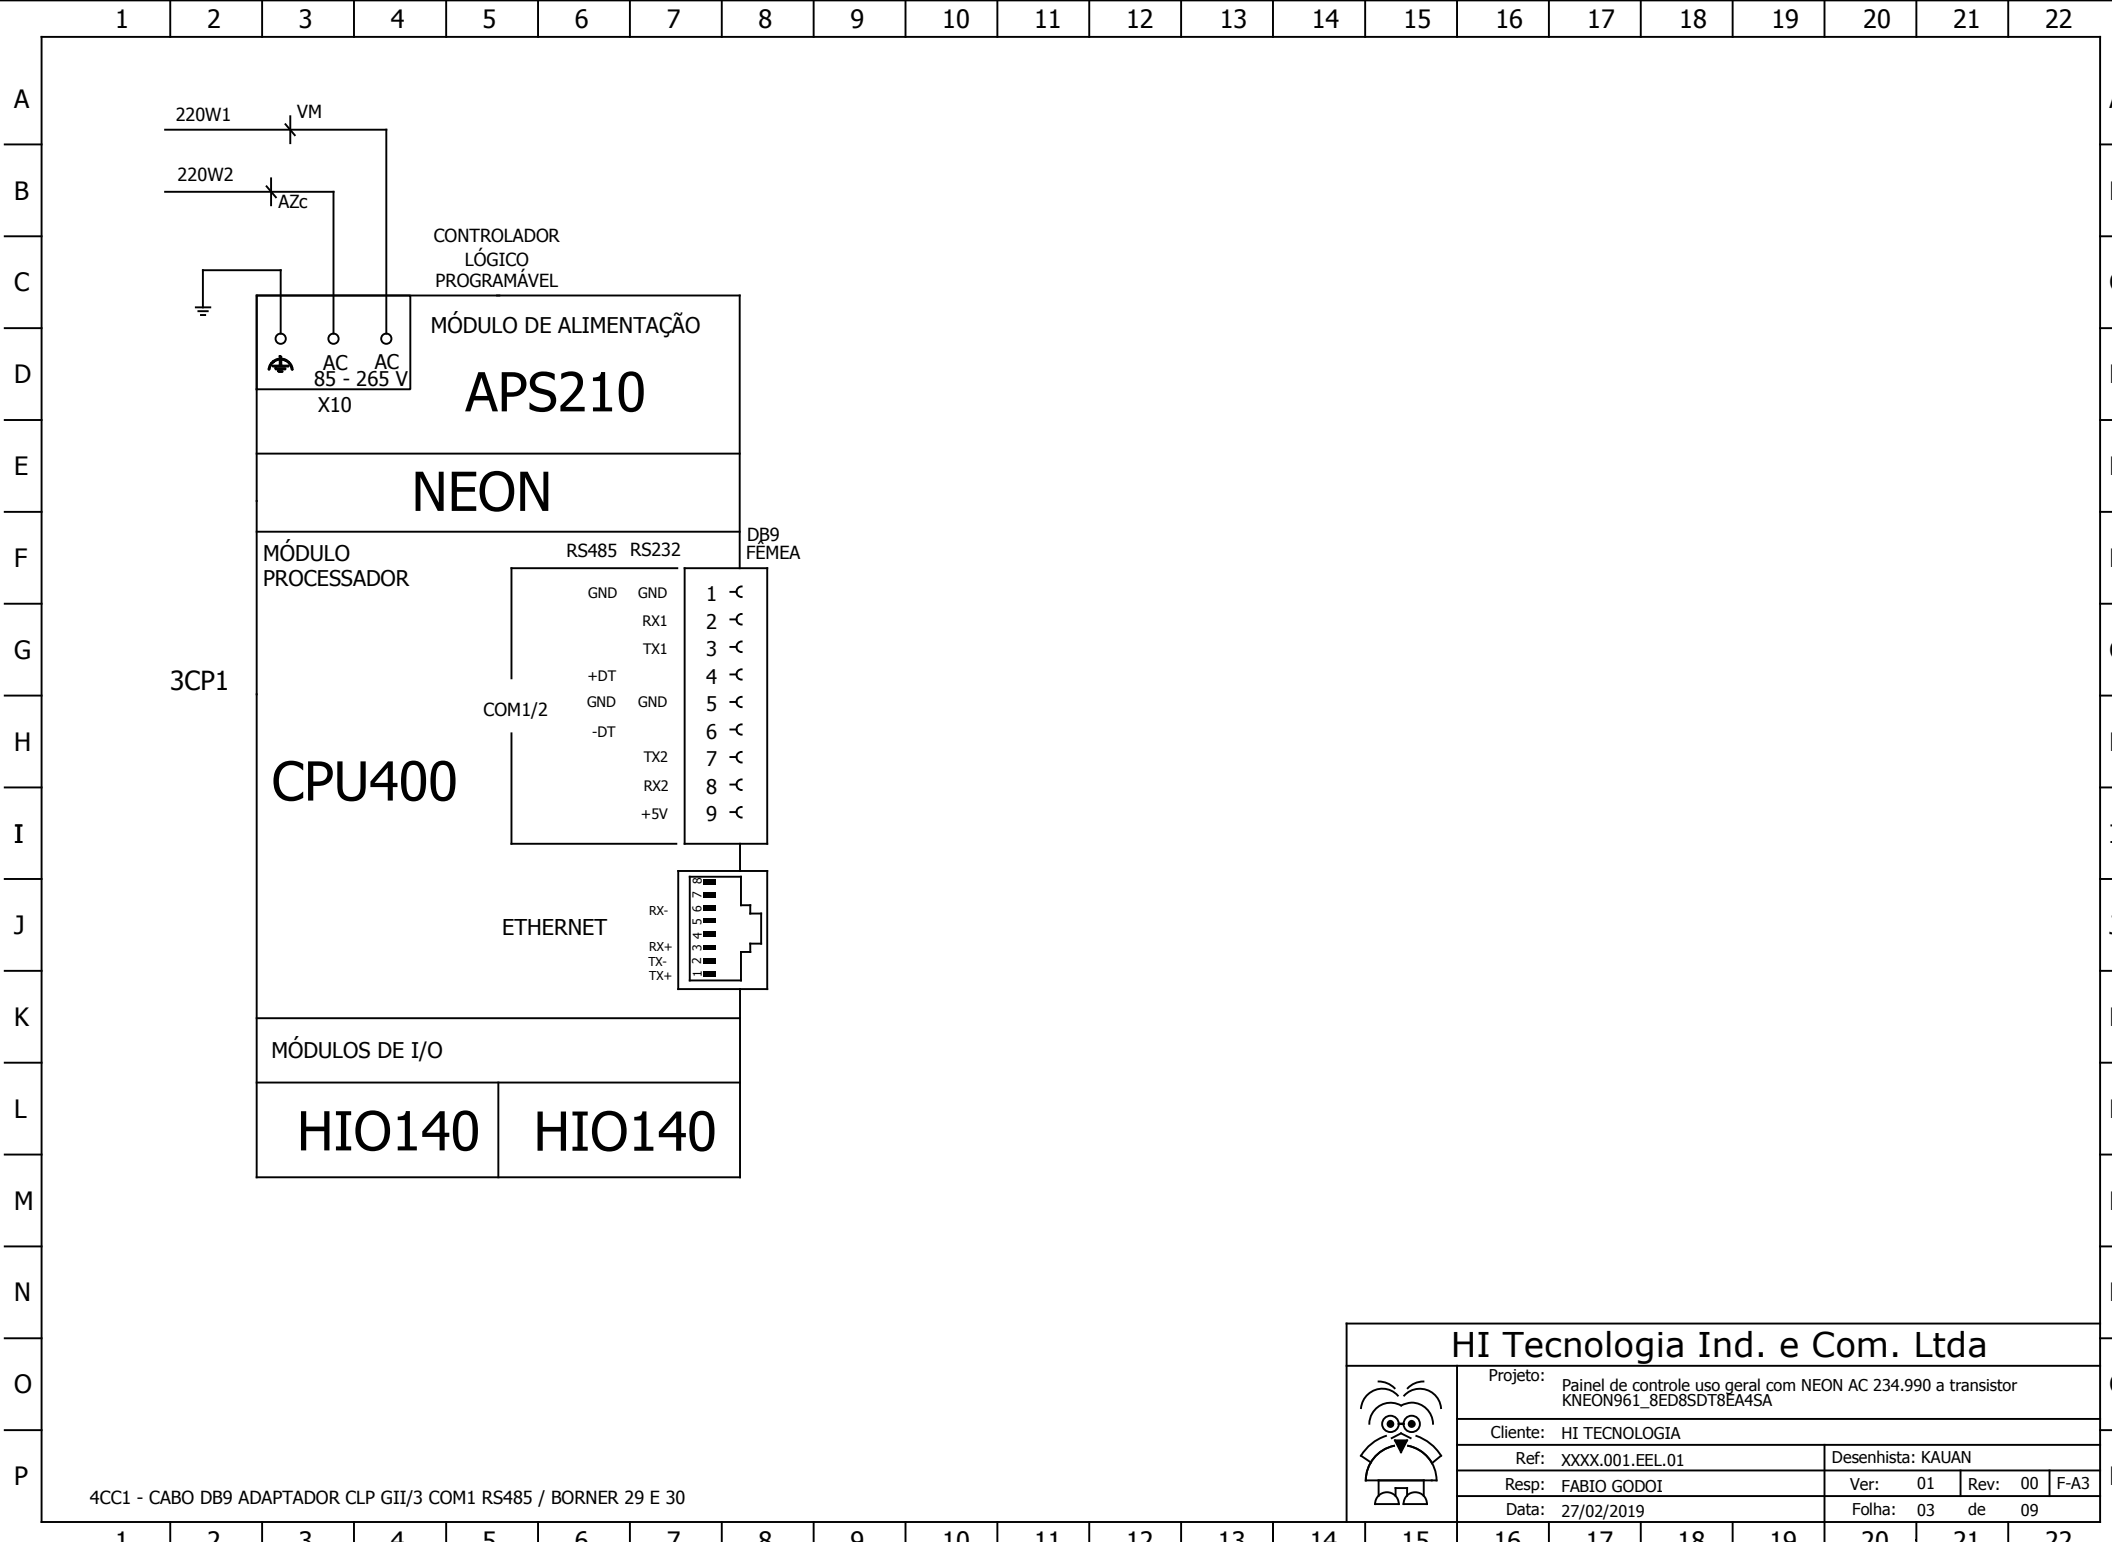 1 2 3 4 5 6 7 8 9 10 11 12 13 14 15 16 17 18 19 20 21 22
A
220W1
VM
220W2
AZc
B
CONTROLADOR
LÓGICO
PROGRAMÁVEL
C
MÓDULO DE ALIMENTAÇÃO
AC AC
85 - 265 V
X10
APS210
D
E
NEON
DB9
FÊMEA
F
MÓDULO
PROCESSADOR
RS485 RS232
GND GND 1
RX1 2
TX1 3
G
+DT 4
3CP1
GND GND 5
COM1/2
-DT 6
H
TX2 7
CPU400
RX2 8
+5V 9
I
8
7
RX- 6
5
J
ETHERNET
4
RX+ 3
TX- 2
TX+ 1
K
MÓDULOS DE I/O
L
HIO140 HIO140
M
N
O
P
HI Tecnologia Ind. e Com. Ltda
Projeto: Painel de controle uso geral com NEON AC 234.990 a transistor
KNEON961_8ED8SDT8EA4SA
Cliente: HI TECNOLOGIA
Ref: XXXX.001.EEL.01 Desenhista: KAUAN
Resp: FABIO GODOI Ver: 01 Rev: 00 F-A3
Data: 27/02/2019 Folha: 03 de 09
4CC1 - CABO DB9 ADAPTADOR CLP GII/3 COM1 RS485 / BORNER 29 E 30
1 2 3 4 5 6 7 8 9 10 11 12 13 14 15 16 17 18 19 20 21 22